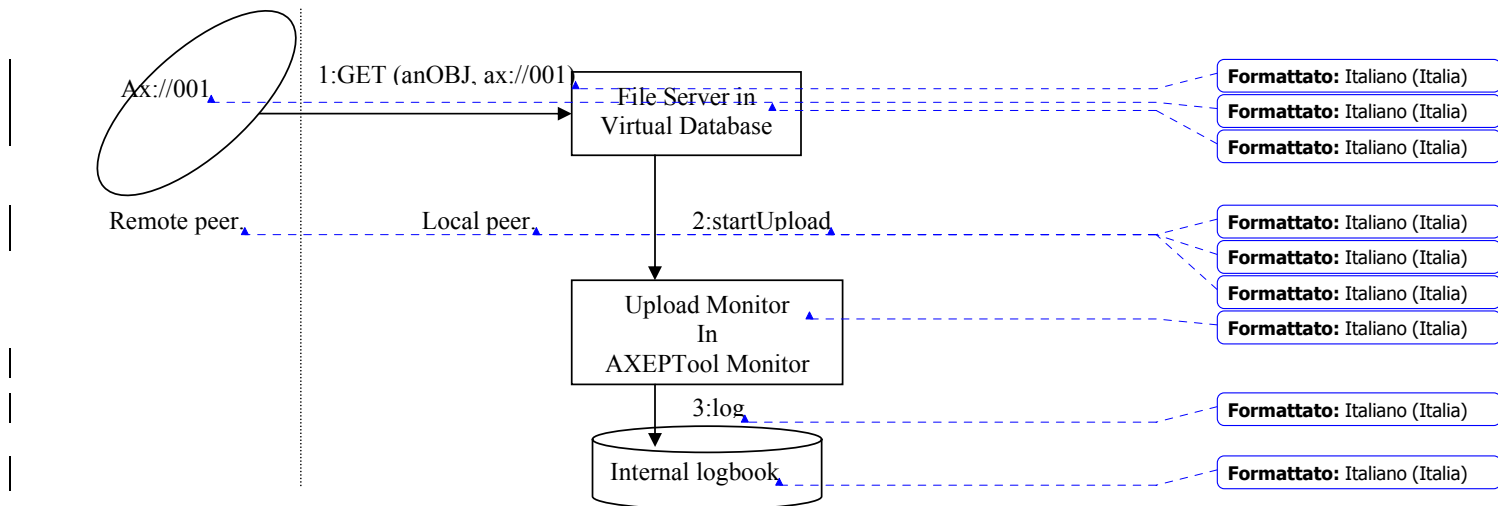 1:GET (anOBJ, ax://001)
Ax://001
File Server in
Virtual Database
Remote peer.
Local peer.
2:startUpload
Upload Monitor
In
AXEPTool Monitor
3:log
Internal logbook
Formattato: Italiano (Italia)
Formattato: Italiano (Italia)
Formattato: Italiano (Italia)
Formattato: Italiano (Italia)
Formattato: Italiano (Italia)
Formattato: Italiano (Italia)
Formattato: Italiano (Italia)
Formattato: Italiano (Italia)
Formattato: Italiano (Italia)